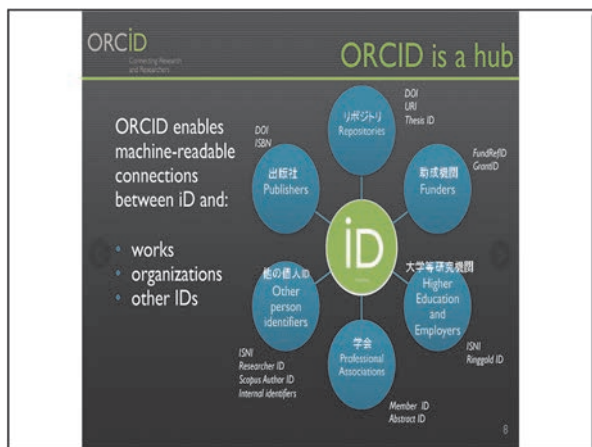 ORCID
Connecting Research
and Researchers
ORCID is a hub
ORCID enables
machine-readable
connections
between iD and:
• works
• organizations
• other IDs
リポジトリ
Repositories
DOI
URI
Thesis ID
助成機関
Funders
FundRefID
GrantID
大学等研究機関
Higher
Education
and
Employers
ISNI
Ringgold ID
学会
Professional
Associations
Member ID
Abstract ID
他の個人ID
Other
person
identifiers
ISNI
Researcher ID
Scopus Author ID
Internal identifiers
出版社
Publishers
DOI
ISBN
iD